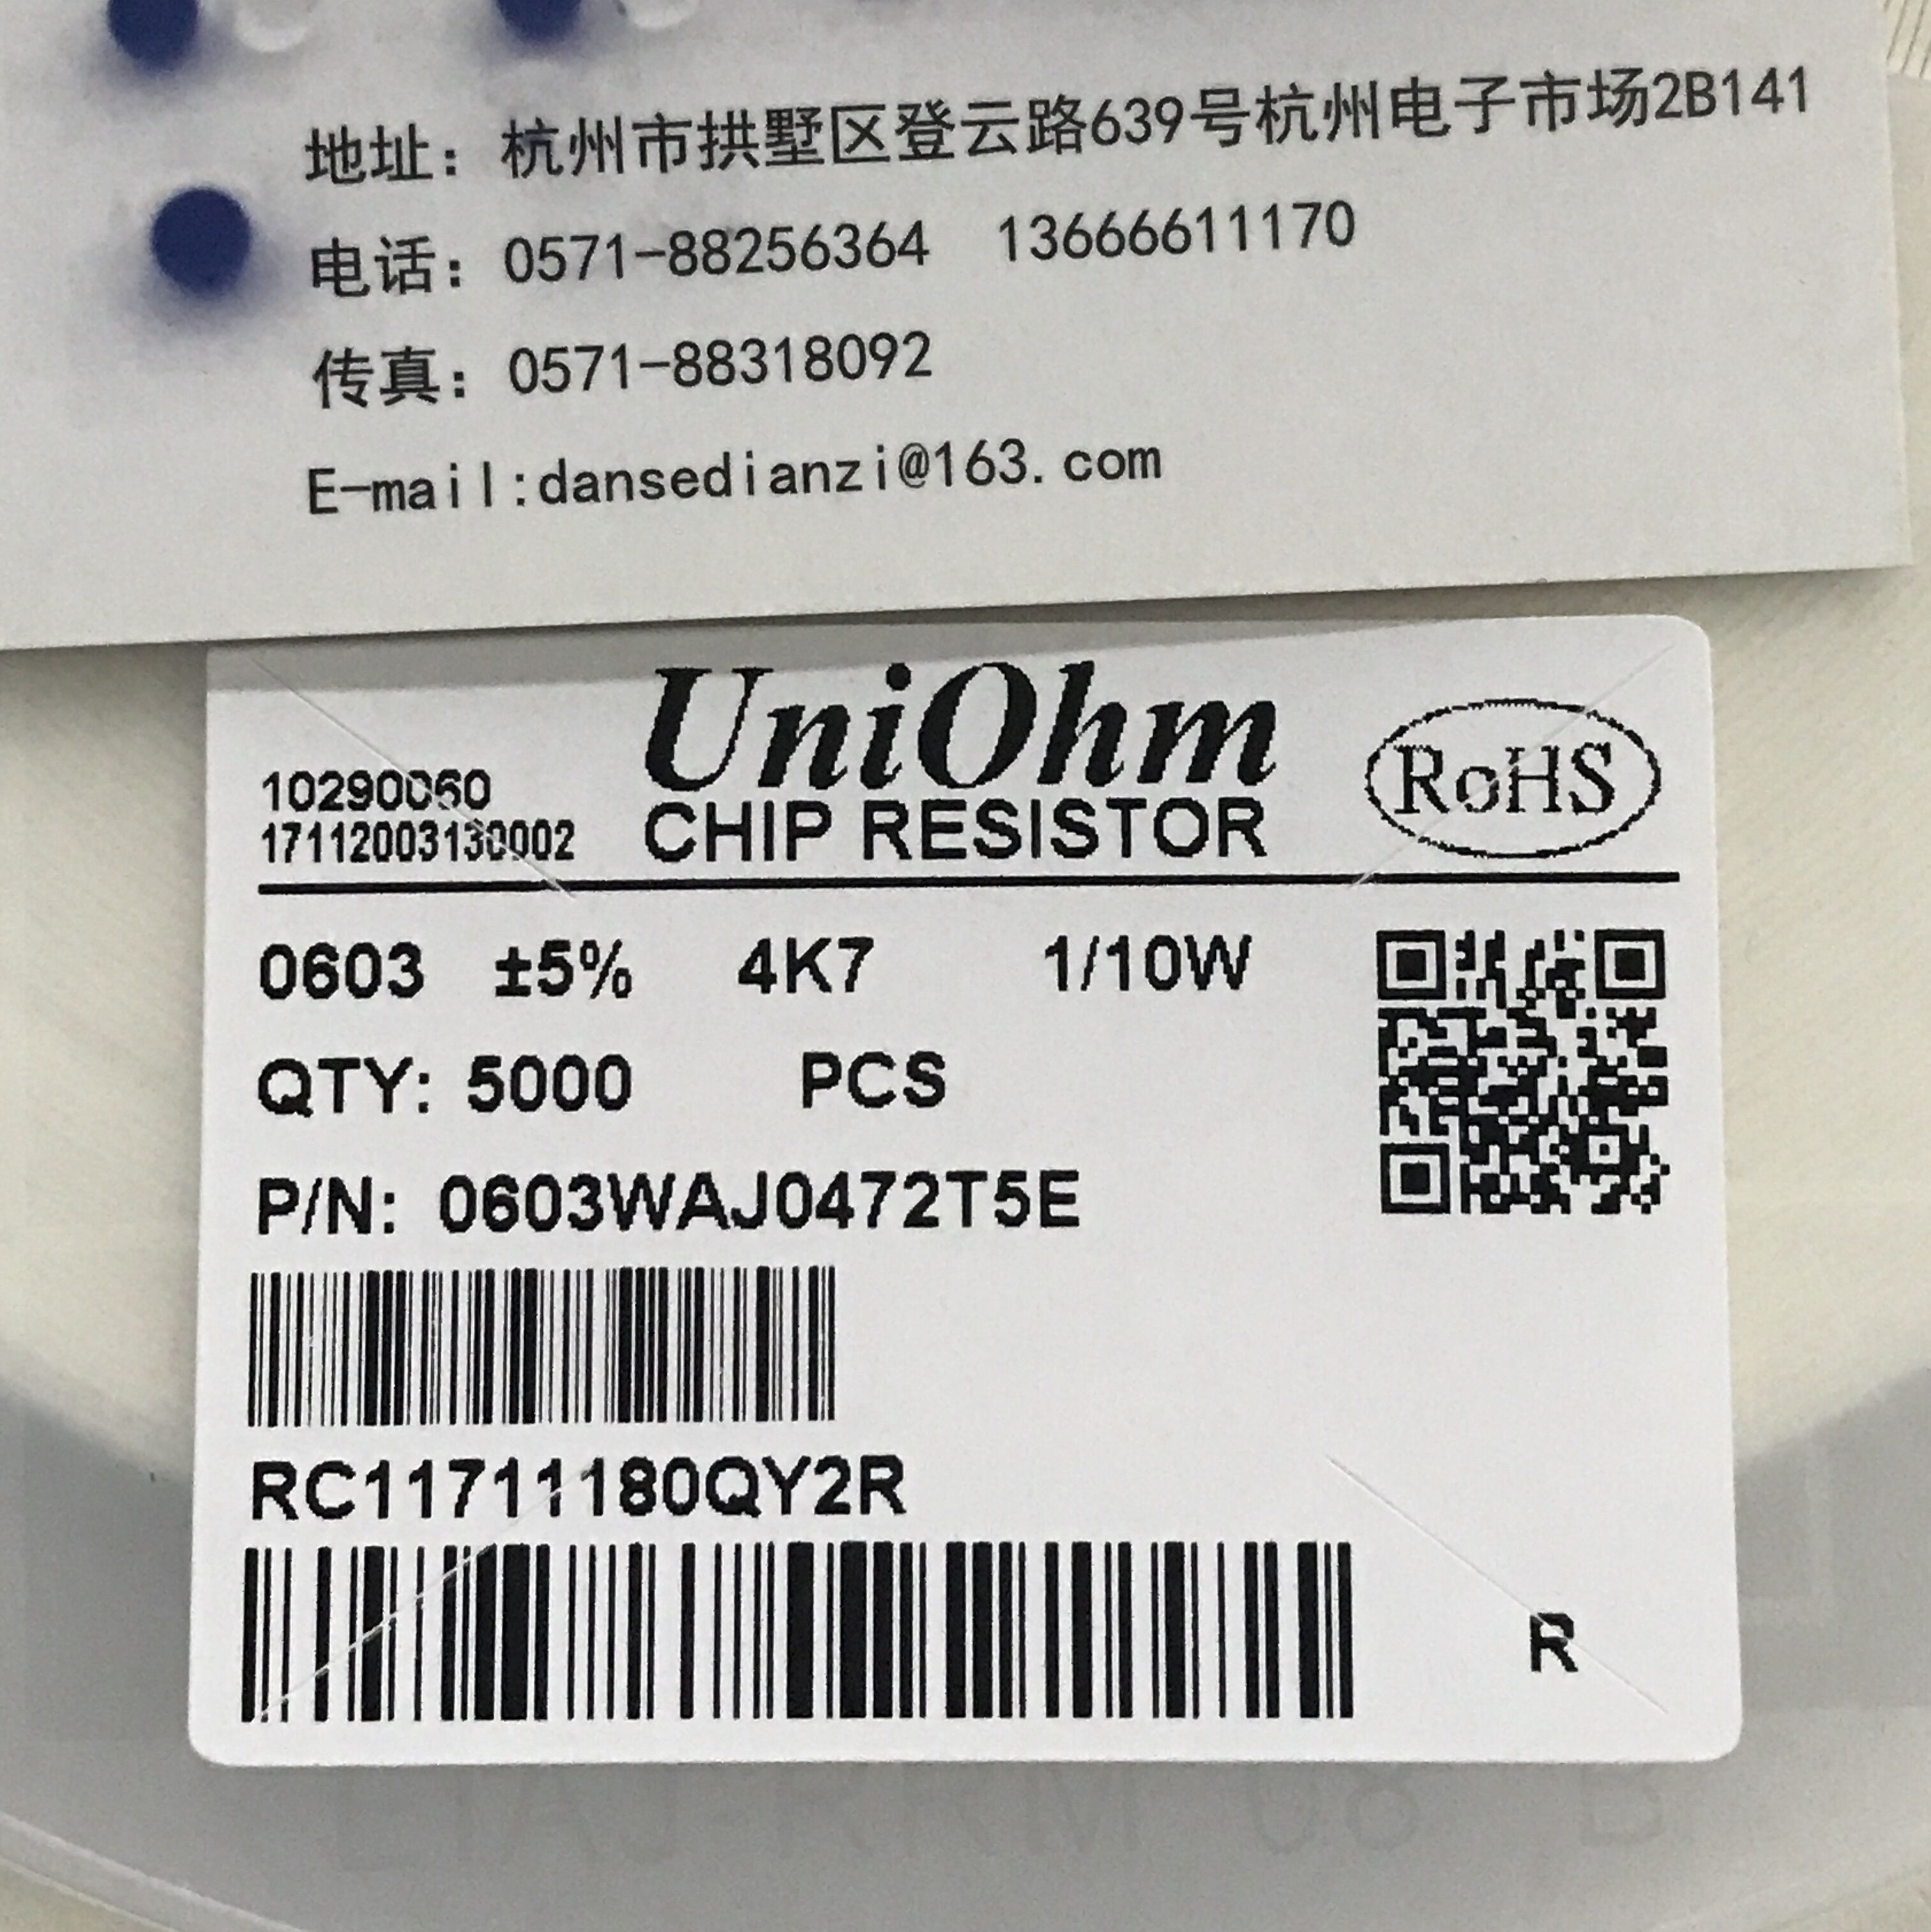 地址：杭州市拱墅区登云路639号杭州电子市场2B141
电话：0571-88256364 13666611170
传真：0571-88318092
E-mail:dansedianzi@163.com
UniOhm
CHIP RESISTOR
RoHS
10290060
17112003130002
0603 ±5% 4K7 1/10W
QTY: 5000 PCS
P/N: 0603WAJ0472T5E
RC11711180QY2R
R